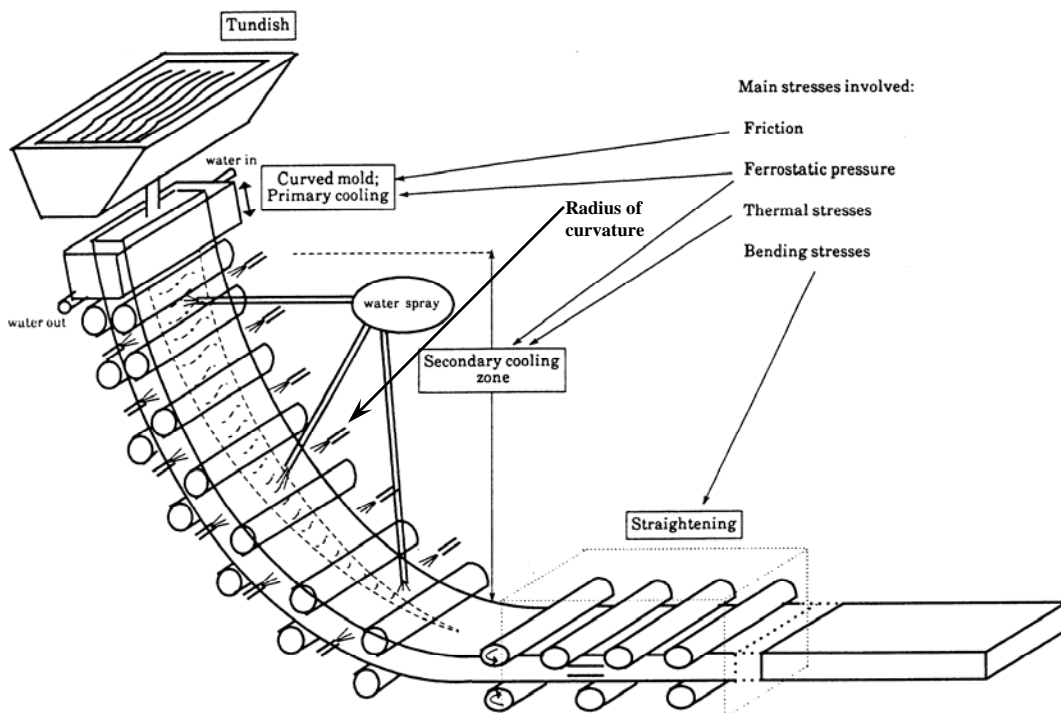 Tundish
water in
Curved mold;
Primary cooling
water out
Radius of
curvature
water spray
Secondary cooling
zone
Main stresses involved:
Friction
Ferrostatic pressure
Thermal stresses
Bending stresses
Straightening